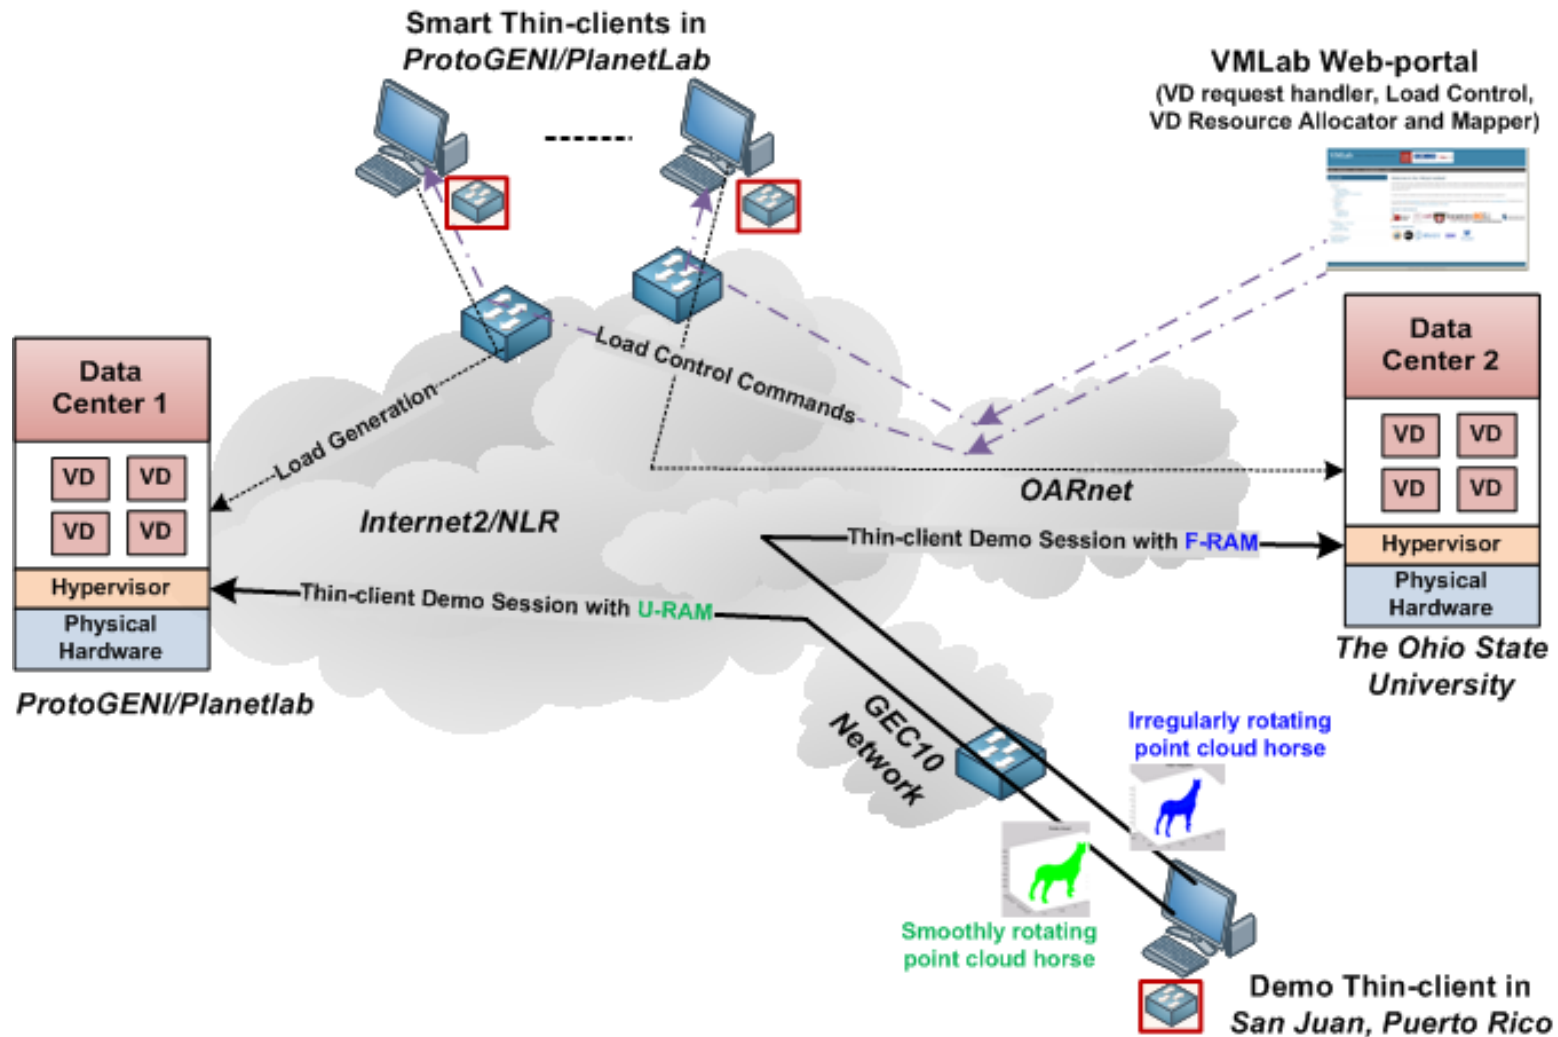 Smart Thin-clients in
ProtoGENI/PlanetLab
VMLab Web-portal
(VD request handler, Load Control,
VD Resource Allocator and Mapper)
Data
Center 1
VD VD
VD VD
Hypervisor
Physical
Hardware
ProtoGENI/Planetlab
Load Generation
Load Control Commands
Internet2/NLR
OARnet
Thin-client Demo Session with F-RAM
Thin-client Demo Session with U-RAM
Data
Center 2
VD VD
VD VD
Hypervisor
Physical
Hardware
The Ohio State
University
GEC10
Network
Irregularly rotating
point cloud horse
Smoothly rotating
point cloud horse
Demo Thin-client in
San Juan, Puerto Rico